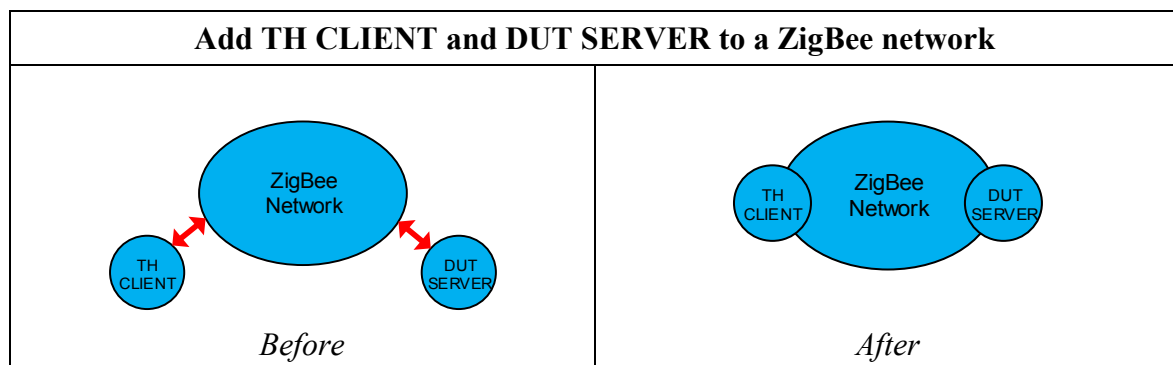 Add TH CLIENT and DUT SERVER to a ZigBee network
ZigBee
Network
TH
CLIENT
DUT
SERVER
Before
TH
CLIENT
ZigBee
Network
DUT
SERVER
After